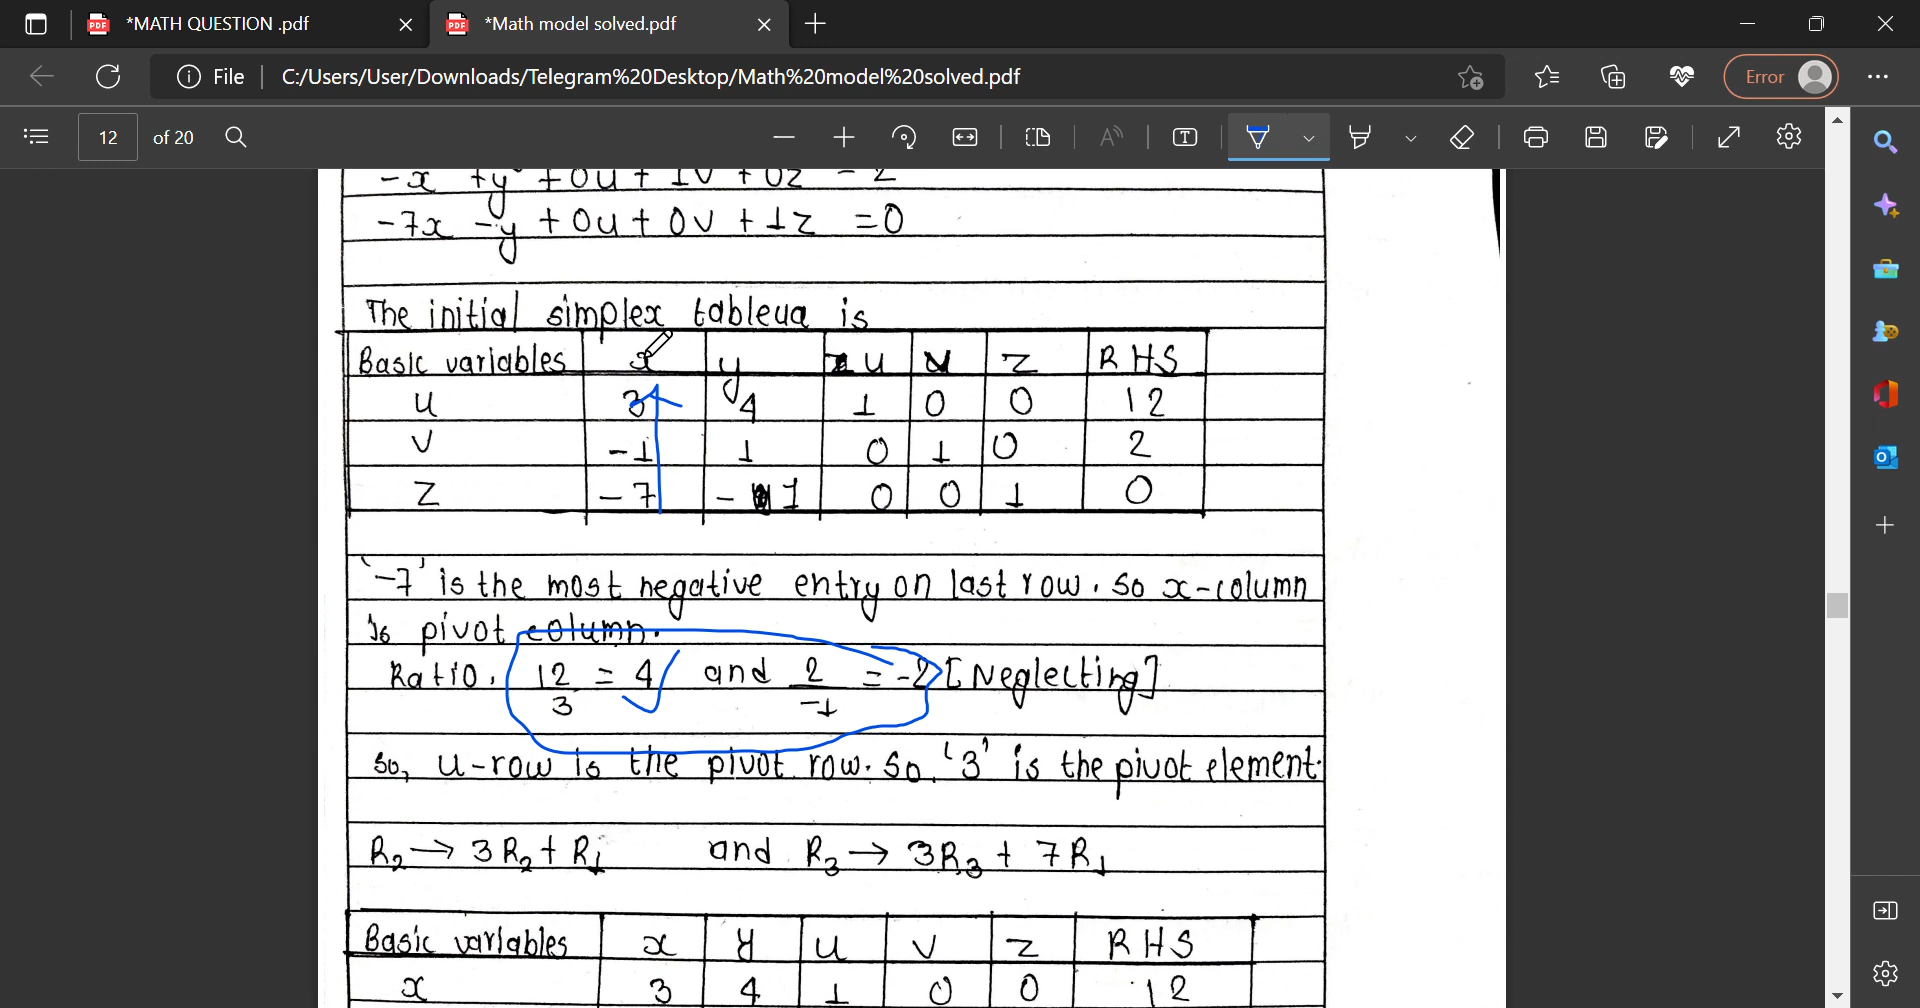 *MATH QUESTION .pdf
*Math model solved.pdf
File C:/Users/User/Downloads/Telegram%20Desktop/Math%20model%20solved.pdf
Error
12 of 20
-x +y +0u + 1v + 0z = 2
-7x -y +0u + 0v + 1z =0
The initial simplex tableua is
Basic variables x y u v z RHS
u 3 4 1 0 0 12
v -1 1 0 1 0 2
z -7 -1 0 0 1 0
'-7' is the most negative entry on last row. so x-column
is pivot column.
Ratio. 12/3 = 4 and 2/-1 = -2 [Neglecting]
so, u-row is the pivot row. So, '3' is the pivot element.
R₂ → 3R₂ + R₁ and R₃ → 3R₃ + 7R₁
Basic variables x y u v z RHS
x 3 4 1 0 0 12